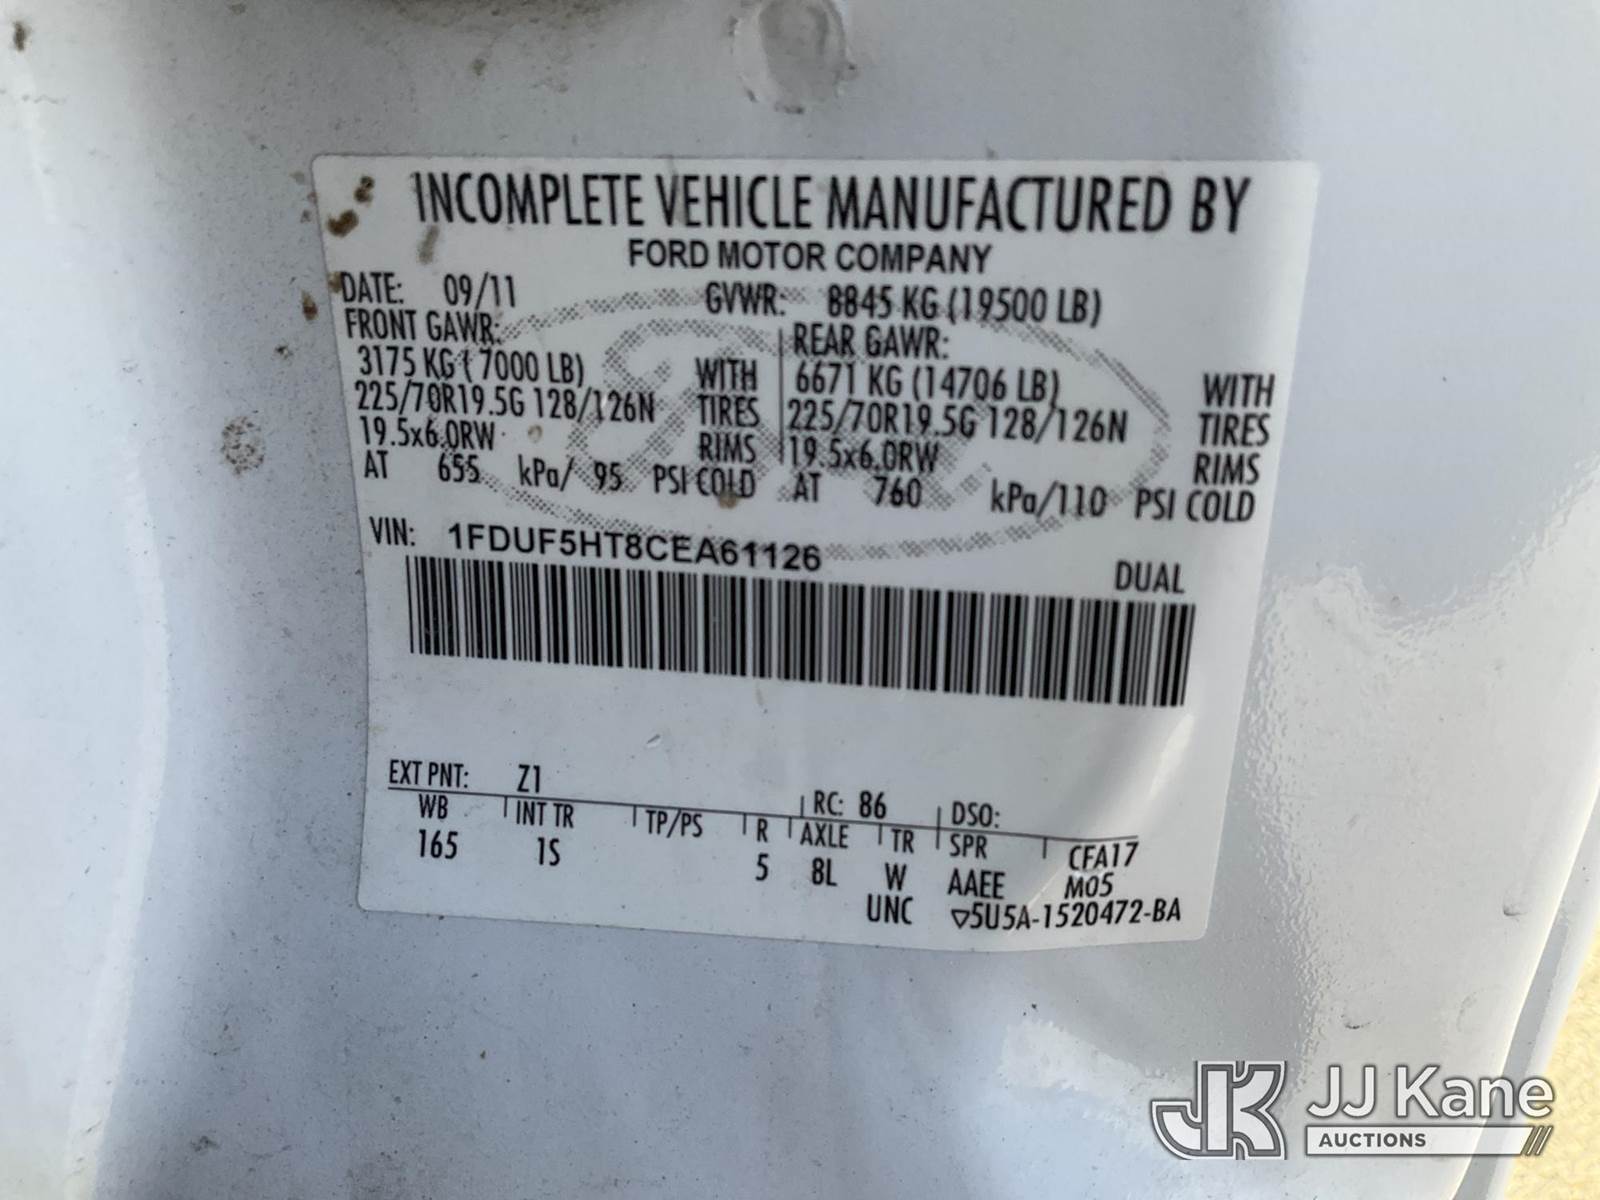 INCOMPLETE VEHICLE MANUFACTURED BY
FORD MOTOR COMPANY
DATE: 09/11 GVWR: 8845 KG (19500 LB)
FRONT GAWR: REAR GAWR:
3175 KG ( 7000 LB) WITH 6671 KG (14706 LB) WITH
225/70R19.5G 128/126N TIRES 225/70R19.5G 128/126N TIRES
19.5x6.0RW RIMS 19.5x6.0RW RIMS
AT 655 kPa/ 95 PSI COLD AT 760 kPa/110 PSI COLD
VIN: 1FDUF5HT8CEA61126
DUAL
EXT PNT: Z1 RC: 86 DSO:
WB INT TR TP/PS R AXLE TR SPR CFA17
165 1S 5 8L W AAEE M05
UNC ▽5U5A-1520472-BA
JK JJ Kane
AUCTIONS